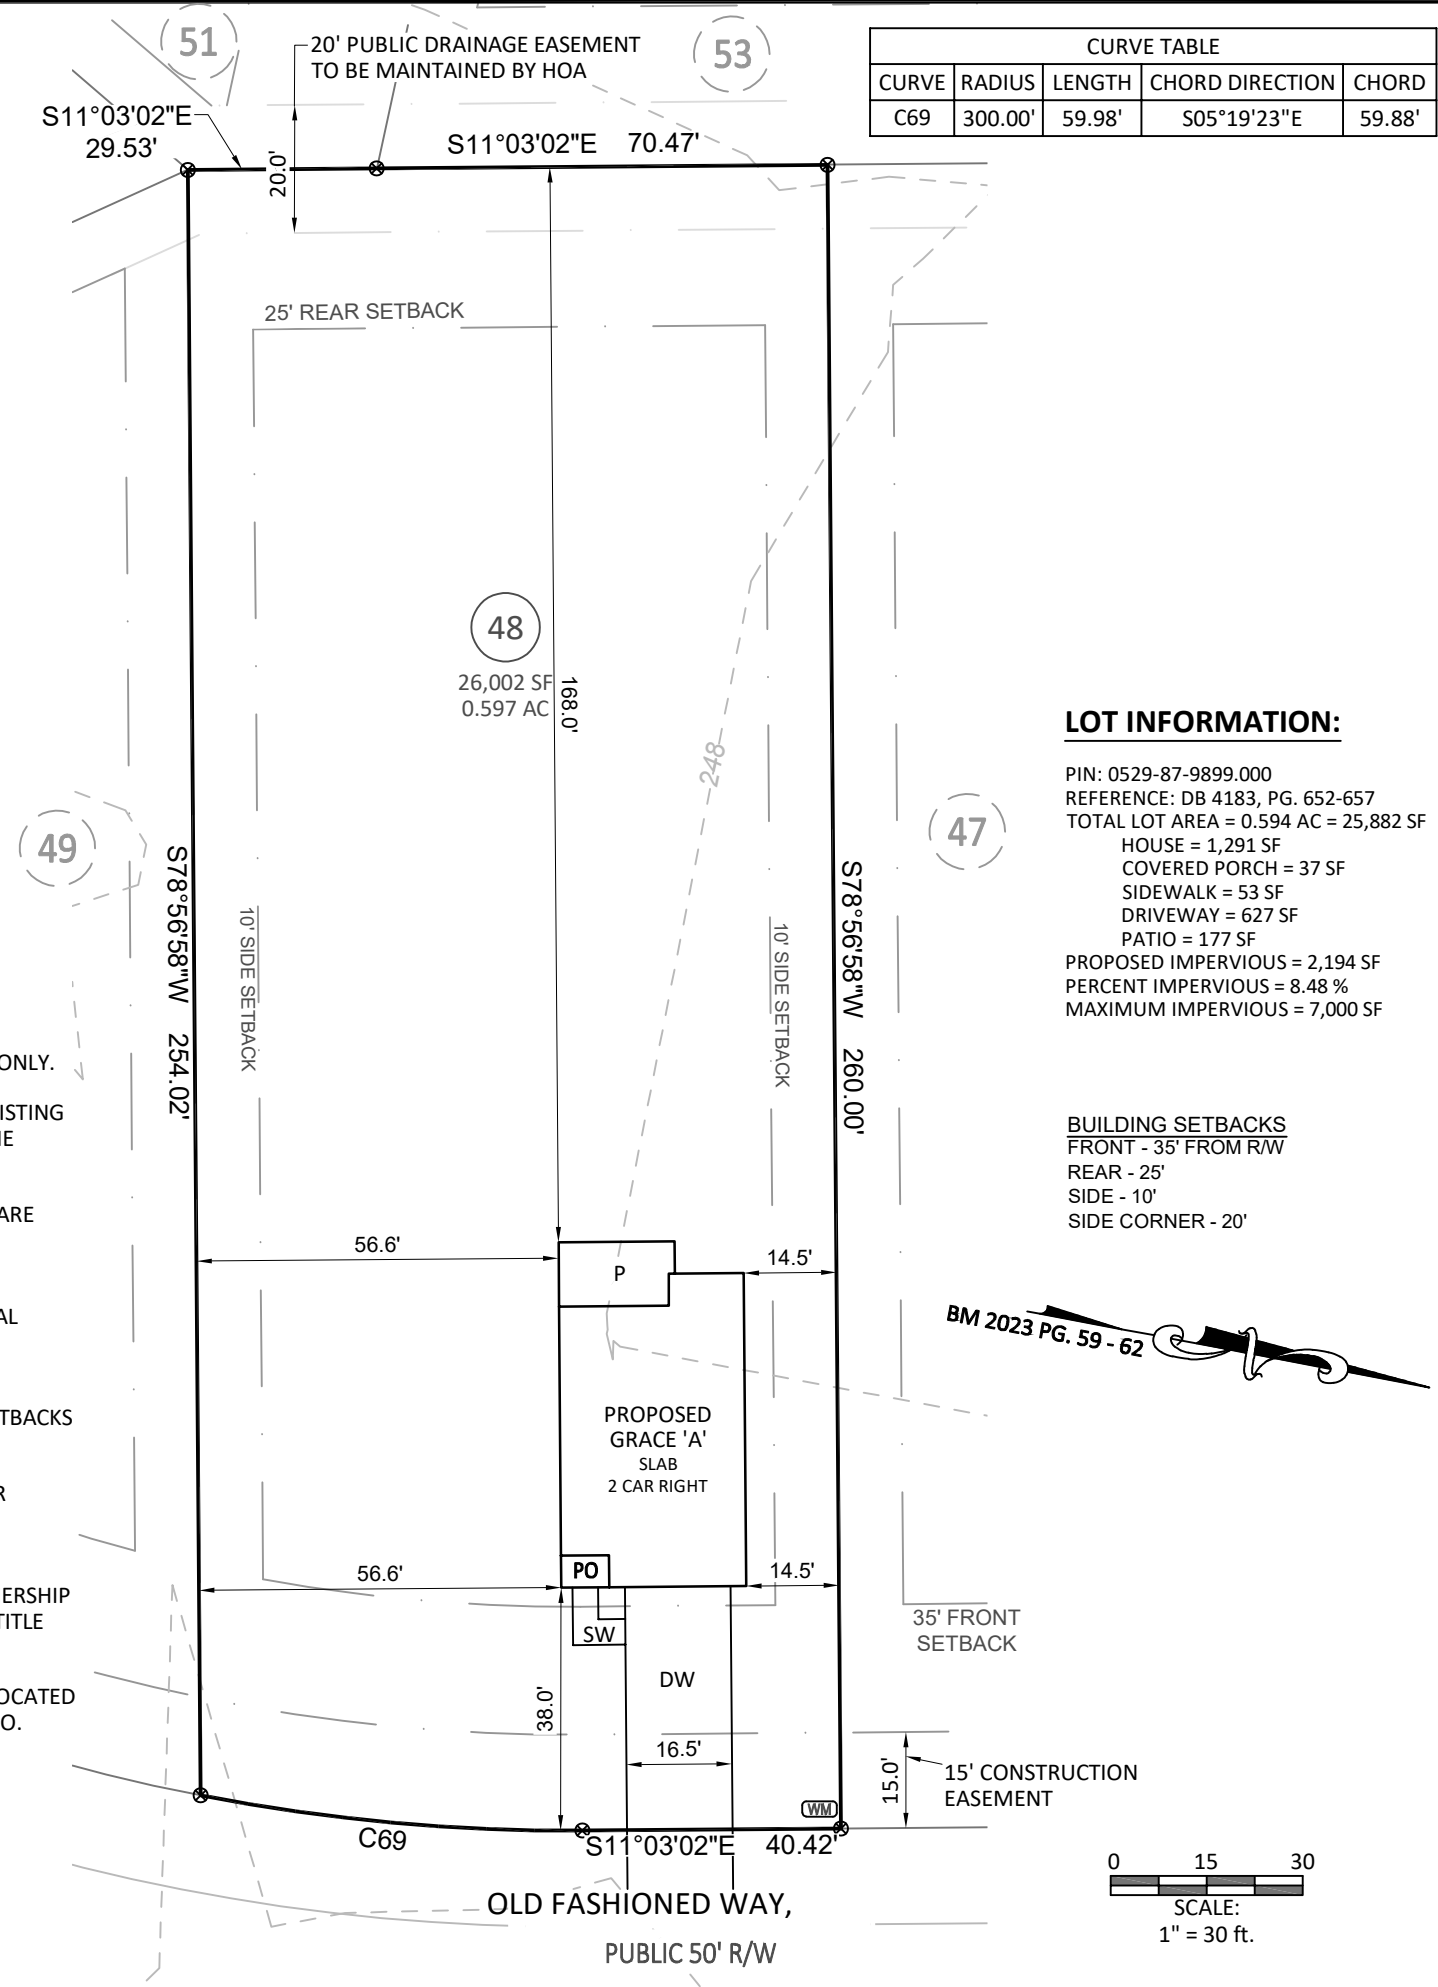 51
20' PUBLIC DRAINAGE EASEMENT
TO BE MAINTAINED BY HOA
53
CURVE TABLE
CURVE RADIUS LENGTH CHORD DIRECTION CHORD
C69 300.00' 59.98' S05°19'23"E 59.88'
S11°03'02"E
29.53'
S11°03'02"E 70.47'
20.0'
25' REAR SETBACK
48
26,002 SF
0.597 AC
168.0'
248
49
47
S78°56'58"W 254.02'
10' SIDE SETBACK
10' SIDE SETBACK
S78°56'58"W 260.00'
LOT INFORMATION:
PIN: 0529-87-9899.000
REFERENCE: DB 4183, PG. 652-657
TOTAL LOT AREA = 0.594 AC = 25,882 SF
HOUSE = 1,291 SF
COVERED PORCH = 37 SF
SIDEWALK = 53 SF
DRIVEWAY = 627 SF
PATIO = 177 SF
PROPOSED IMPERVIOUS = 2,194 SF
PERCENT IMPERVIOUS = 8.48 %
MAXIMUM IMPERVIOUS = 7,000 SF
BUILDING SETBACKS
FRONT - 35' FROM R/W
REAR - 25'
SIDE - 10'
SIDE CORNER - 20'
ONLY.
ISTING
ARE
AL
TBACKS
R
ERSHIP
TITLE
OCATED
O.
56.6'
P
14.5'
BM 2023 PG. 59 - 62
PROPOSED
GRACE 'A'
SLAB
2 CAR RIGHT
56.6'
PO
14.5'
SW
35' FRONT
SETBACK
DW
38.0'
16.5'
15.0'
15' CONSTRUCTION
EASEMENT
WM
C69
S11°03'02"E 40.42'
OLD FASHIONED WAY,
PUBLIC 50' R/W
0 15 30
SCALE:
1" = 30 ft.